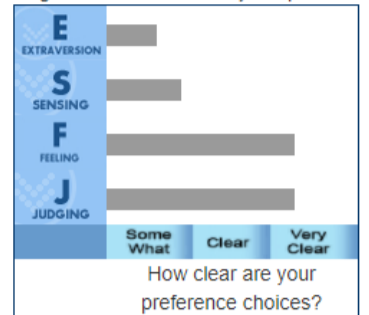 E
EXTRAVERSION
S
SENSING
F
FEELING
J
JUDGING
Some What
Clear
Very Clear
How clear are your
preference choices?